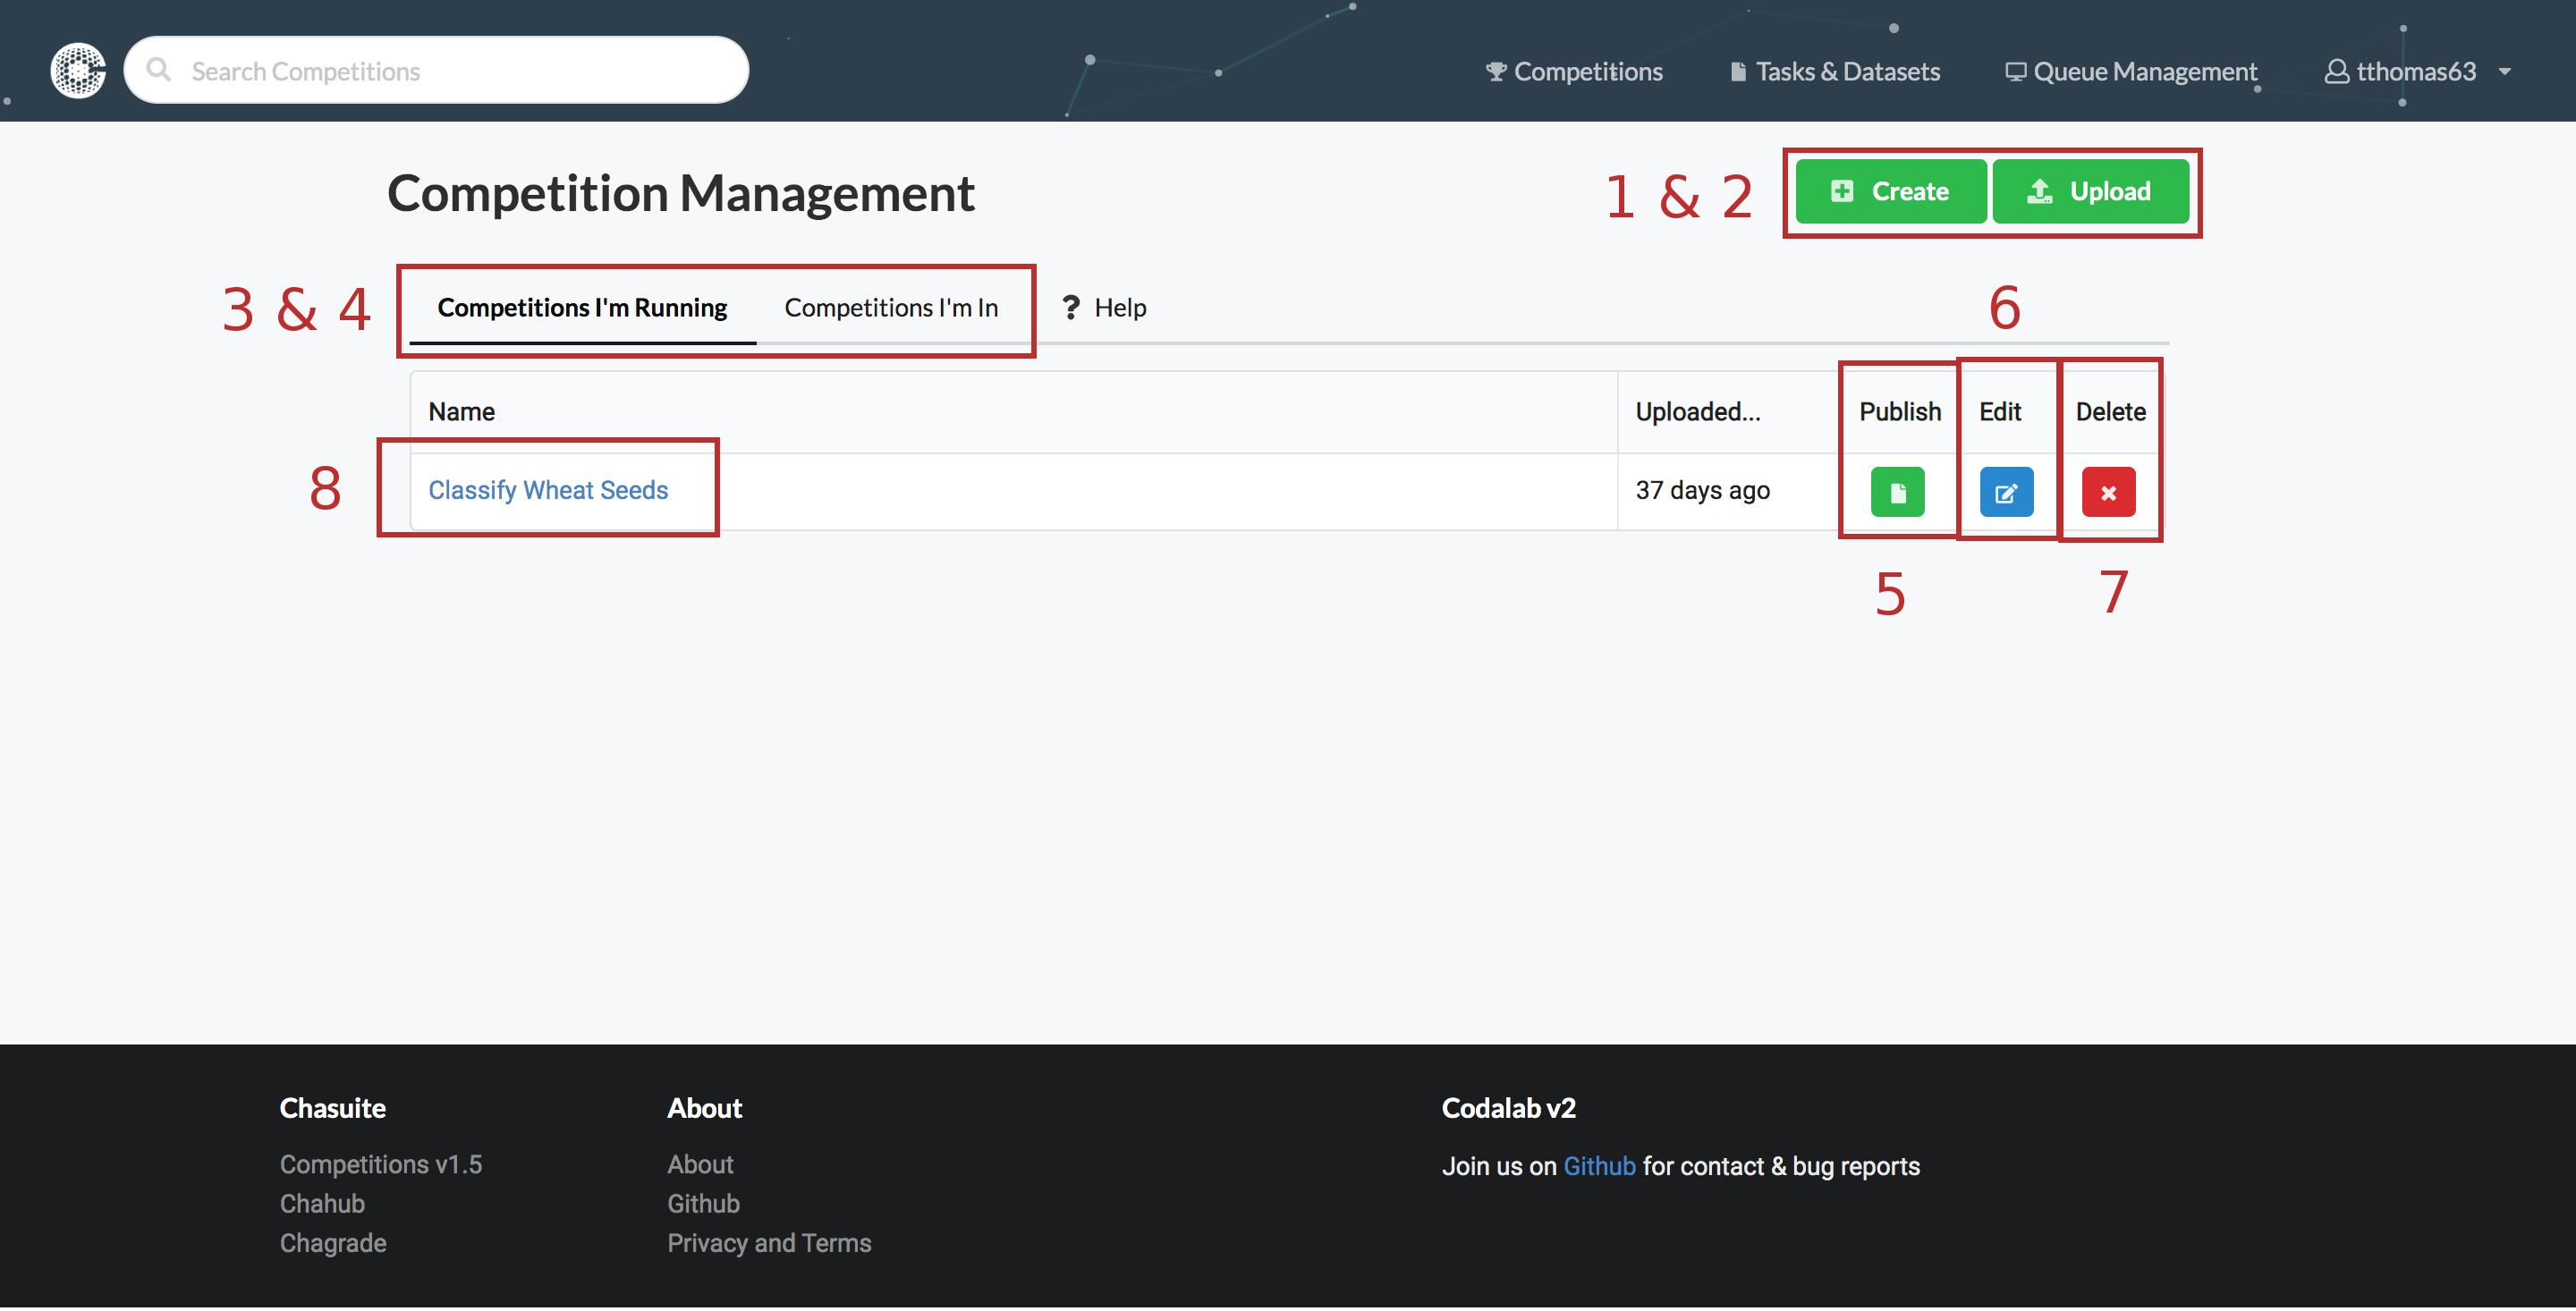 Search Competitions
Competitions
Tasks & Datasets
Queue Management
tthomas63
Competition Management
1 & 2
Create
Upload
3 & 4
Competitions I'm Running
Competitions I'm In
? Help
6
Name
Uploaded...
Publish
Edit
Delete
8
Classify Wheat Seeds
37 days ago
5
7
Chasuite
Competitions v1.5
Chahub
Chagrade
About
About
Github
Privacy and Terms
Codalab v2
Join us on Github for contact & bug reports